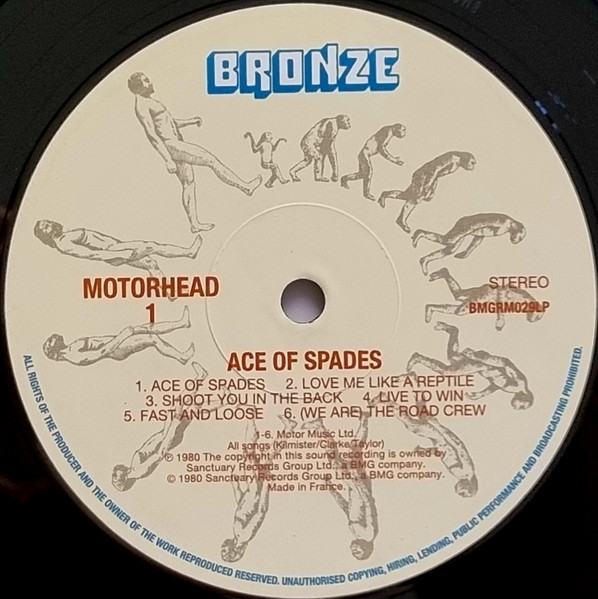 BRONZE
MOTORHEAD
1
STEREO
BMGRM029LP
ACE OF SPADES
1. ACE OF SPADES 2. LOVE ME LIKE A REPTILE
3. SHOOT YOU IN THE BACK 4. LIVE TO WIN
5. FAST AND LOOSE 6. (WE ARE) THE ROAD CREW
1-6. Motor Music Ltd.
All songs (Kilmister/Clarke/Taylor)
℗ 1980 The copyright in this sound recording is owned by
Sanctuary Records Group Ltd., a BMG company.
© 1980 Sanctuary Records Group Ltd., a BMG company.
Made in France.
ALL RIGHTS OF THE PRODUCER AND THE OWNER OF THE WORK REPRODUCED RESERVED. UNAUTHORISED COPYING, HIRING, LENDING, PUBLIC PERFORMANCE AND BROADCASTING PROHIBITED.